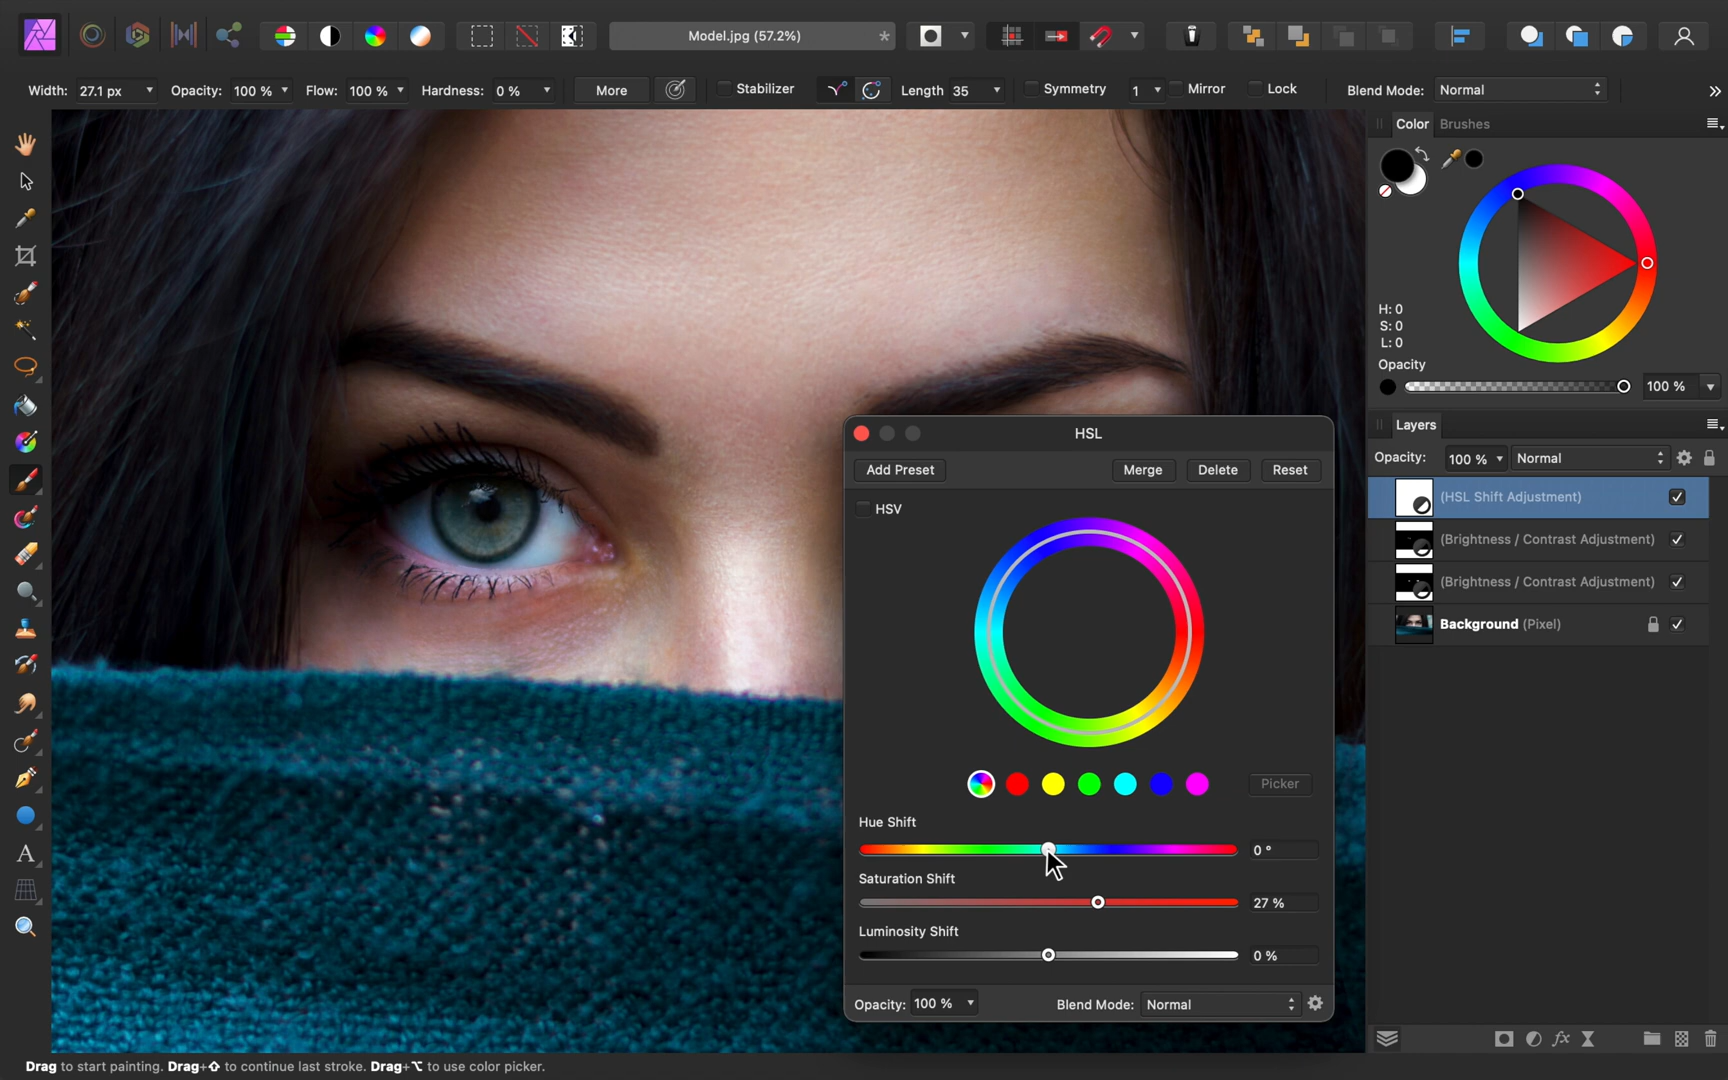 Model.jpg (57.2%)
*
Width: 27.1 px Opacity: 100 % Flow: 100 % Hardness: 0 % More Stabilizer Length 35 Symmetry 1 Mirror Lock Blend Mode: Normal
Color Brushes
H: 0
S: 0
L: 0
Opacity
100 %
Layers
Opacity: 100 % Normal
(HSL Shift Adjustment)
(Brightness / Contrast Adjustment)
(Brightness / Contrast Adjustment)
Background (Pixel)
HSL
Add Preset Merge Delete Reset
HSV
Picker
Hue Shift
0 °
Saturation Shift
27 %
Luminosity Shift
0 %
Opacity: 100 % Blend Mode: Normal
A
fx
Drag to start painting. Drag+⇧ to continue last stroke. Drag+⌥ to use color picker.